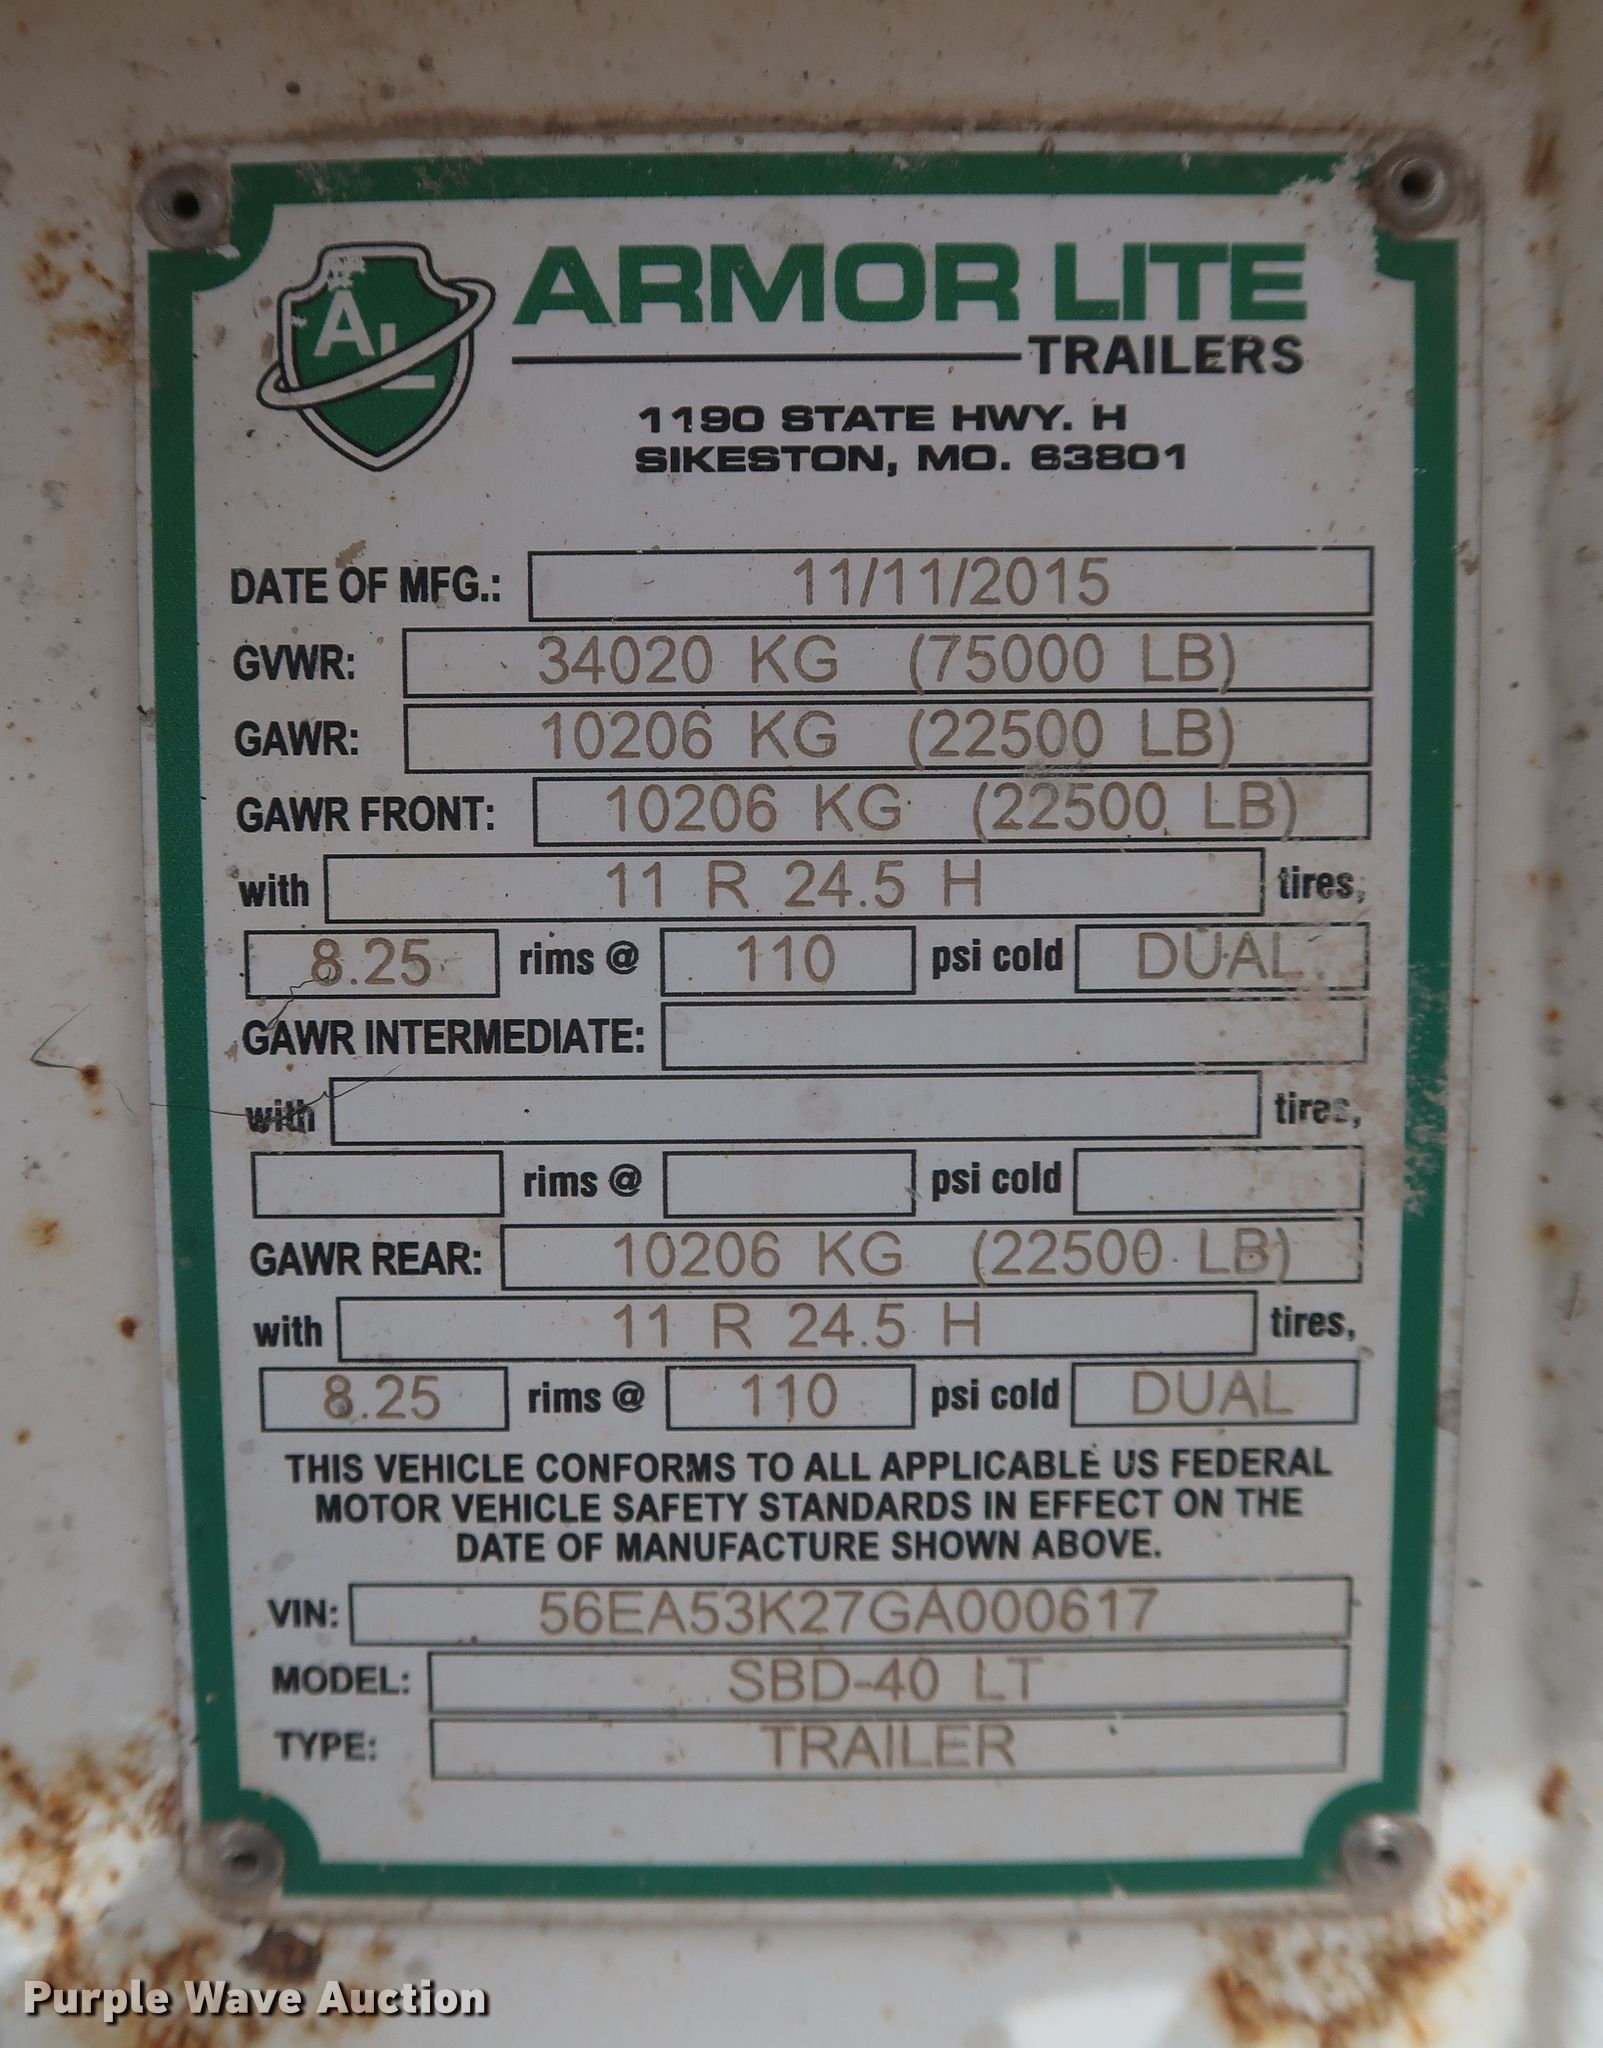 AL
ARMOR LITE
TRAILERS
1190 STATE HWY. H
SIKESTON, MO. 63801
DATE OF MFG.: 11/11/2015
GVWR: 34020 KG (75000 LB)
GAWR: 10206 KG (22500 LB)
GAWR FRONT: 10206 KG (22500 LB)
with 11 R 24.5 H tires,
8.25 rims @ 110 psi cold DUAL
GAWR INTERMEDIATE:
with tires,
rims @ psi cold
GAWR REAR: 10206 KG (22500 LB)
with 11 R 24.5 H tires,
8.25 rims @ 110 psi cold DUAL
THIS VEHICLE CONFORMS TO ALL APPLICABLE US FEDERAL
MOTOR VEHICLE SAFETY STANDARDS IN EFFECT ON THE
DATE OF MANUFACTURE SHOWN ABOVE.
VIN: 56EA53K27GA000617
MODEL: SBD-40 LT
TYPE: TRAILER
Purple Wave Auction